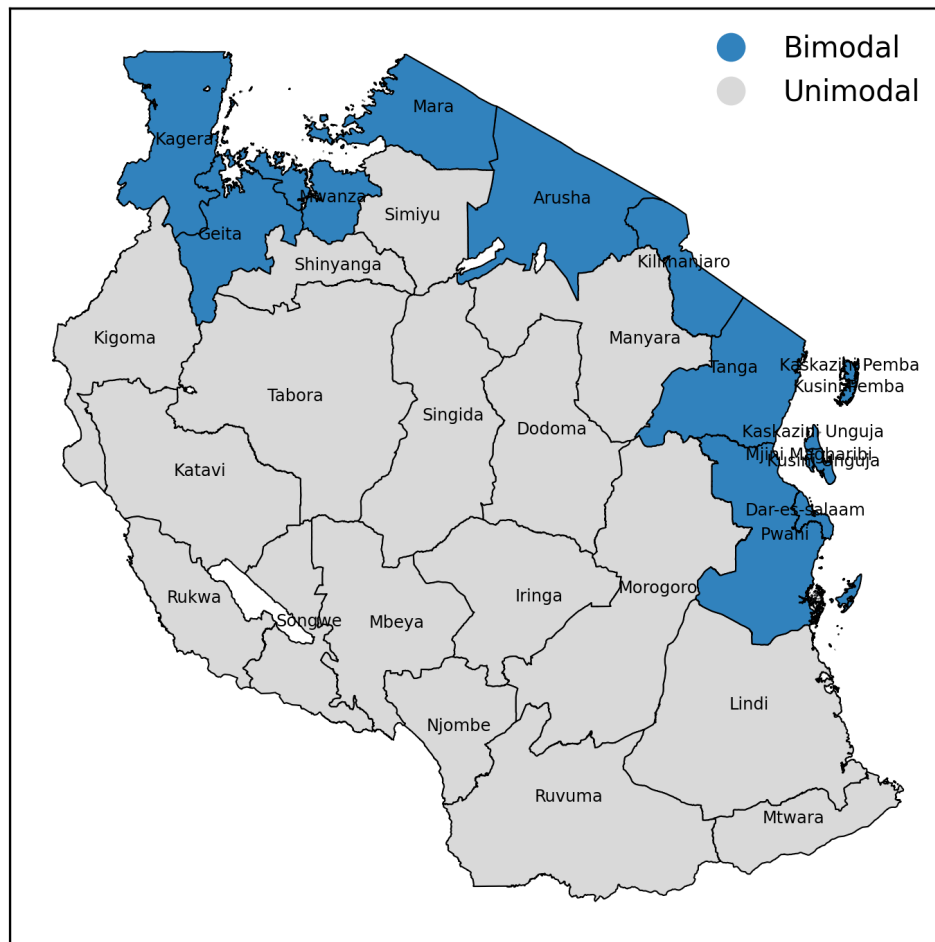 Bimodal
Unimodal
Mara
Kagera
Mwanza
Arusha
Simiyu
Geita
Kilimanjaro
Shinyanga
Kigoma
Manyara
Kaskazini Pemba
Tanga
Kusini Pemba
Tabora
Singida
Dodoma
Kaskazini Unguja
Mjini Magharibi
Kusini Unguja
Katavi
Dar-es-salaam
Pwani
Morogoro
Rukwa
Iringa
Songwe
Mbeya
Lindi
Njombe
Ruvuma
Mtwara